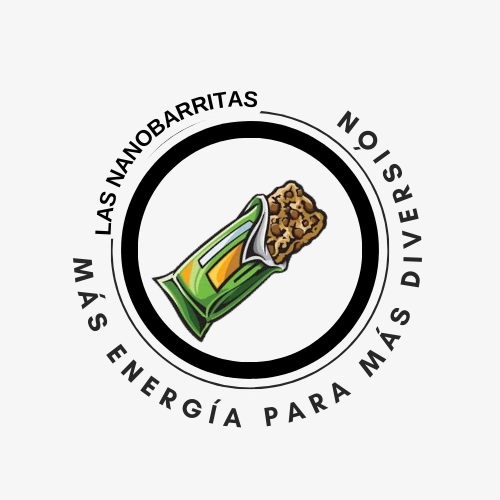 LAS NANOBARRITAS
MÁS ENERGÍA PARA MÁS DIVERSIÓN